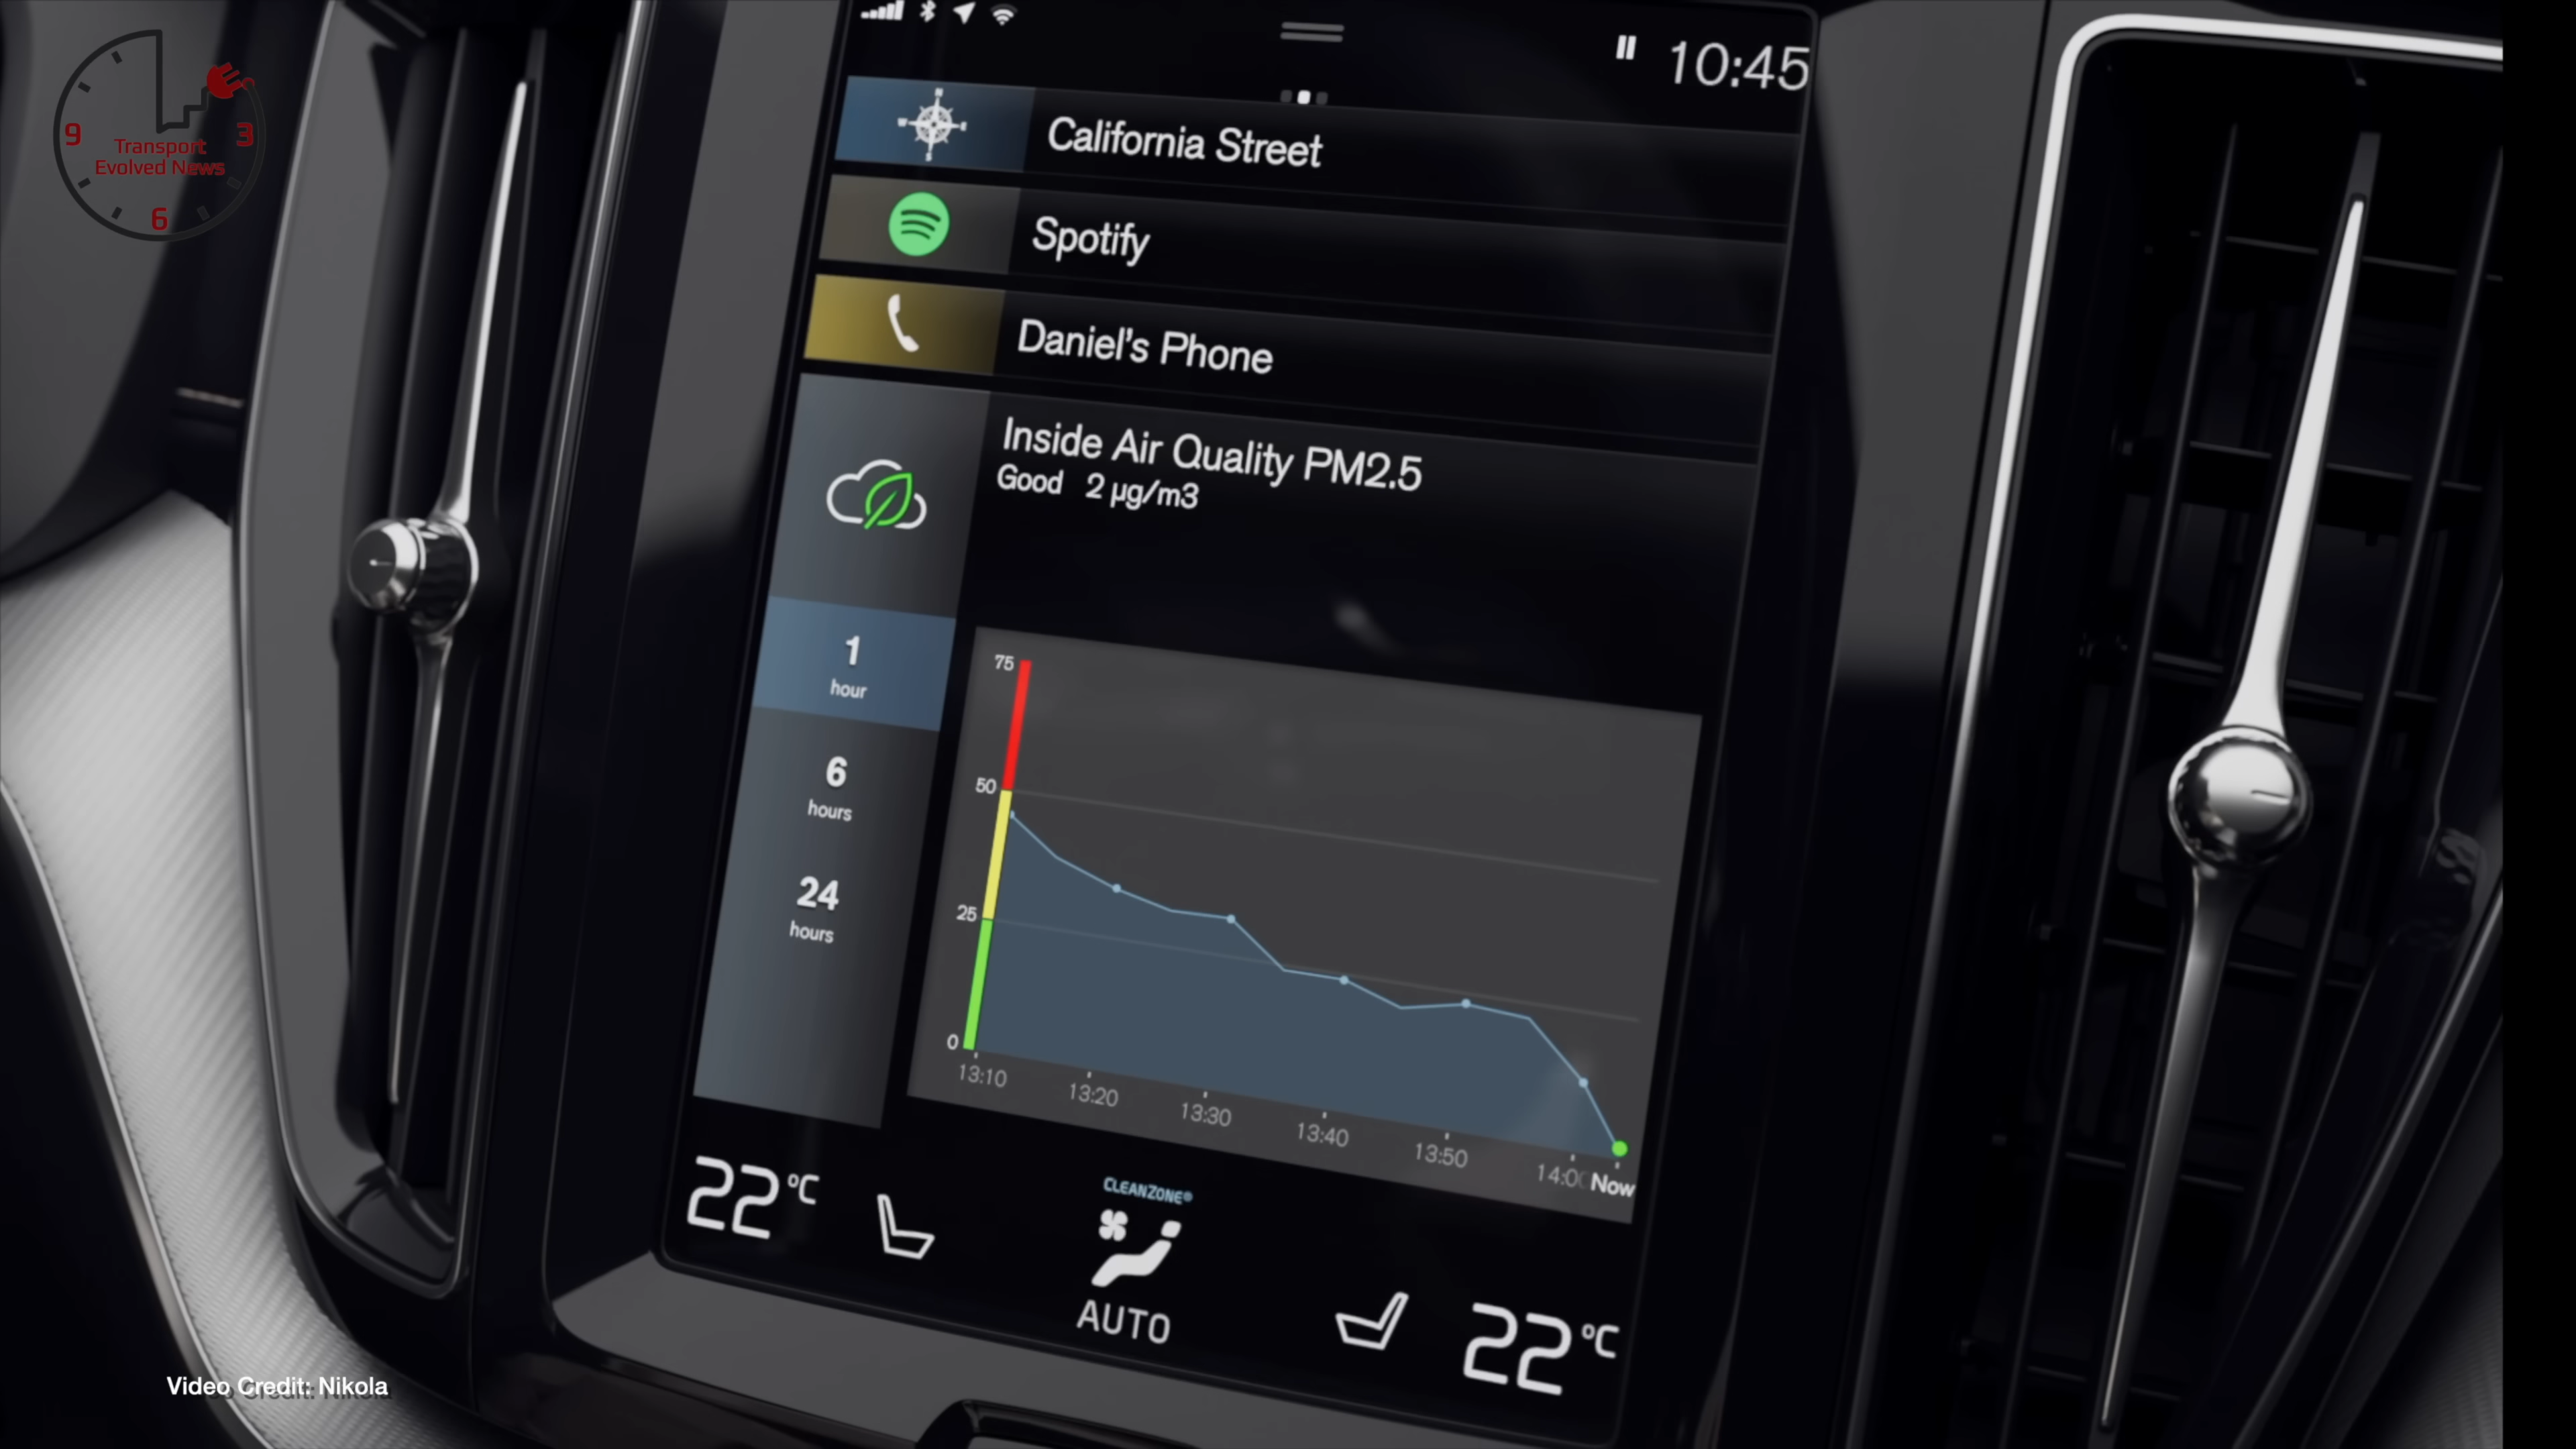 10:45
9
3
6
Transport
Evolved News
California Street
Spotify
Daniel's Phone
Inside Air Quality PM2.5
Good 2 µg/m3
1
hour
6
hours
24
hours
75
50
25
0
13:10
13:20
13:30
13:40
13:50
Now
22 °C
CLEANZONE®
AUTO
22 °C
Video Credit: Nikola